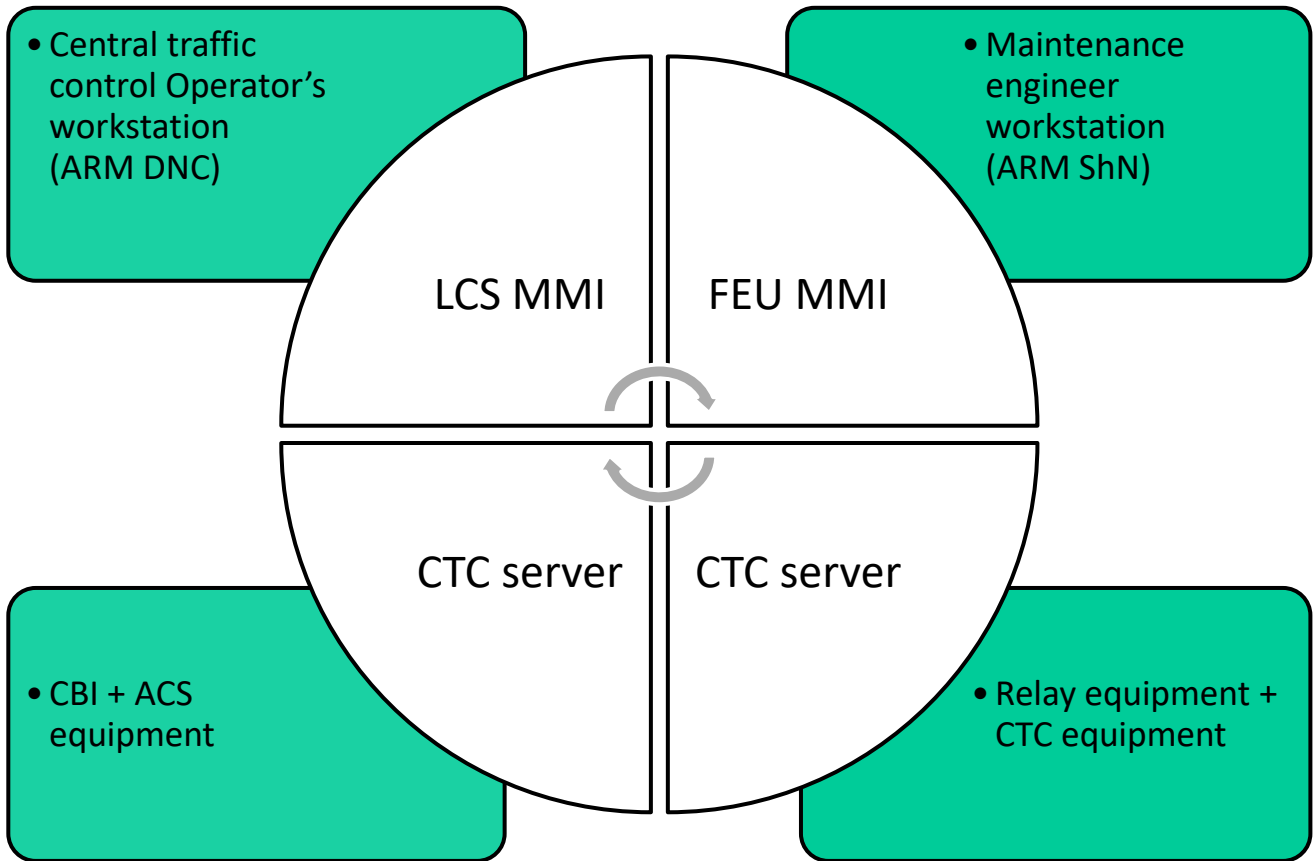 • Central traffic
control Operator’s
workstation
(ARM DNC)
• Maintenance
engineer
workstation
(ARM ShN)
LCS MMI
FEU MMI
CTC server
CTC server
• CBI + ACS
equipment
• Relay equipment +
CTC equipment